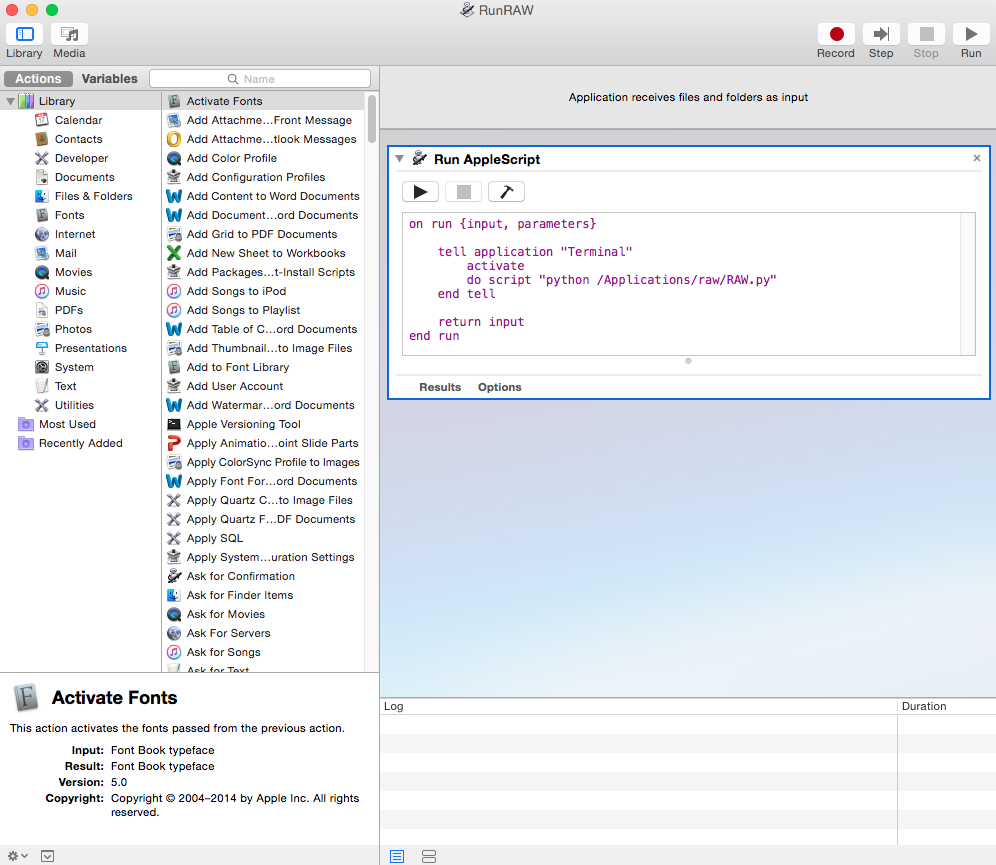 RunRAW
Library
Media
Record
Step
Stop
Run
Actions
Variables
Name
Library
Calendar
Contacts
Developer
Documents
Files & Folders
Fonts
Internet
Mail
Movies
Music
PDFs
Photos
Presentations
System
Text
Utilities
Most Used
Recently Added
Activate Fonts
Add Attachme...Front Message
Add Attachme...tlook Messages
Add Color Profile
Add Configuration Profiles
Add Content to Word Documents
Add Document...ord Documents
Add Grid to PDF Documents
Add New Sheet to Workbooks
Add Packages...t-Install Scripts
Add Songs to iPod
Add Songs to Playlist
Add Table of C...ord Documents
Add Thumbnail...to Image Files
Add to Font Library
Add User Account
Add Watermar...ord Documents
Apple Versioning Tool
Apply Animatio...oint Slide Parts
Apply ColorSync Profile to Images
Apply Font For...ord Documents
Apply Quartz C...to Image Files
Apply Quartz F...DF Documents
Apply SQL
Apply System...uration Settings
Ask for Confirmation
Ask for Finder Items
Ask for Movies
Ask For Servers
Ask for Songs
Ask for Text
Application receives files and folders as input
Run AppleScript
on run {input, parameters}
tell application "Terminal"
activate
do script "python /Applications/raw/RAW.py"
end tell
return input
end run
Results
Options
Activate Fonts
This action activates the fonts passed from the previous action.
Input: Font Book typeface
Result: Font Book typeface
Version: 5.0
Copyright: Copyright © 2004–2014 by Apple Inc. All rights
reserved.
Log
Duration